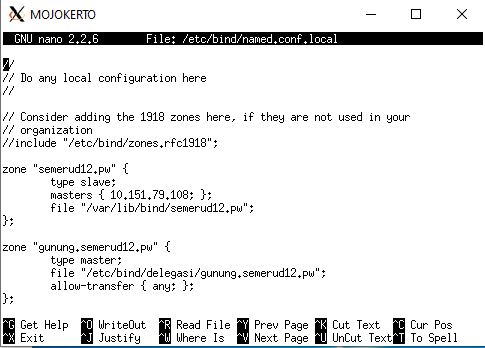 MOJOKERTO
GNU nano 2.2.6 File: /etc/bind/named.conf.local
//
// Do any local configuration here
//
// Consider adding the 1918 zones here, if they are not used in your
// organization
//include "/etc/bind/zones.rfc1918";
zone "semerud12.pw" {
type slave;
masters { 10.151.79.108; };
file "/var/lib/bind/semerud12.pw";
};
zone "gunung.semerud12.pw" {
type master;
file "/etc/bind/delegasi/gunung.semerud12.pw";
allow-transfer { any; };
};
^G Get Help ^O WriteOut ^R Read File ^Y Prev Page ^K Cut Text ^C Cur Pos
^X Exit ^J Justify ^W Where Is ^V Next Page ^U UnCut Text ^T To Spell